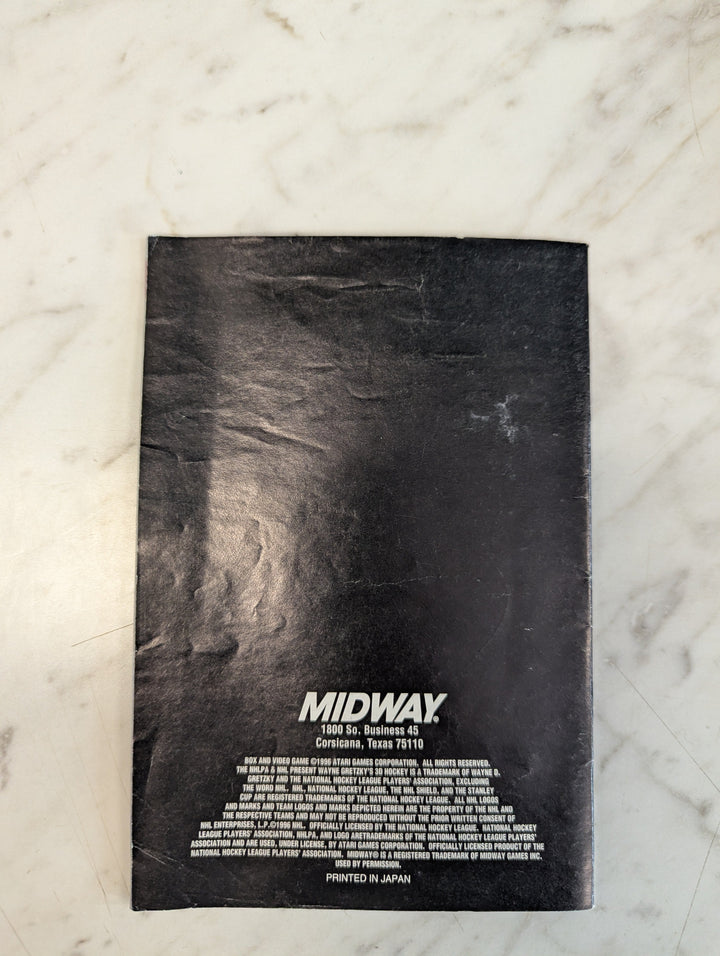 MIDWAY®
1800 So. Business 45
Corsicana, Texas 75110
BOX AND VIDEO GAME ©1996 ATARI GAMES CORPORATION. ALL RIGHTS RESERVED.
THE NHLPA & NHL PRESENT WAYNE GRETZKY'S 3D HOCKEY IS A TRADEMARK OF WAYNE D.
GRETZKY AND THE NATIONAL HOCKEY LEAGUE PLAYERS' ASSOCIATION, EXCLUDING
THE WORD NHL. NHL, NATIONAL HOCKEY LEAGUE, THE NHL SHIELD, AND THE STANLEY
CUP ARE REGISTERED TRADEMARKS OF THE NATIONAL HOCKEY LEAGUE. ALL NHL LOGOS
AND MARKS AND TEAM LOGOS AND MARKS DEPICTED HEREIN ARE THE PROPERTY OF THE NHL AND
THE RESPECTIVE TEAMS AND MAY NOT BE REPRODUCED WITHOUT THE PRIOR WRITTEN CONSENT OF
NHL ENTERPRISES, L.P.©1996 NHL. OFFICIALLY LICENSED BY THE NATIONAL HOCKEY LEAGUE. NATIONAL HOCKEY
LEAGUE PLAYERS' ASSOCIATION, NHLPA, AND LOGO ARETRADEMARKS OF THE NATIONAL HOCKEY LEAGUE PLAYERS'
ASSOCIATION AND ARE USED, UNDER LICENSE, BY ATARI GAMES CORPORATION. OFFICIALLY LICENSED PRODUCT OF THE
NATIONAL HOCKEY LEAGUE PLAYERS' ASSOCIATION. MIDWAY® IS A REGISTERED TRADEMARK OF MIDWAY GAMES INC.
USED BY PERMISSION.
PRINTED IN JAPAN